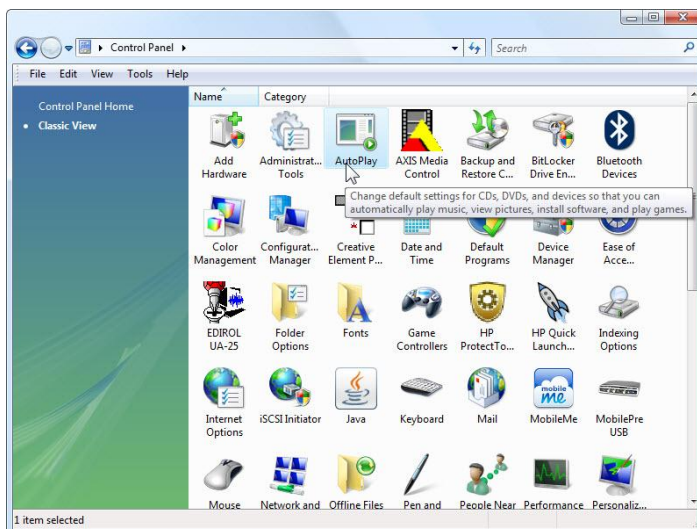 Control Panel
Search
File Edit View Tools Help
Name Category
Control Panel Home
Classic View
Add Hardware
Administrat... Tools
AutoPlay
AXIS Media Control
Backup and Restore C...
BitLocker Drive En...
Bluetooth Devices
Change default settings for CDs, DVDs, and devices so that you can
automatically play music, view pictures, install software, and play games.
Color Management
Configurat... Manager
Creative Element P...
Date and Time
Default Programs
Device Manager
Ease of Acce...
EDIROL UA-25
Folder Options
Fonts
Game Controllers
HP ProtectTo...
HP Quick Launch...
Indexing Options
Internet Options
iSCSI Initiator
Java
Keyboard
Mail
mobile me
MobileMe
MobilePre USB
Mouse
Network and
Offline Files
Pen and
People Near
Performance
Personaliz...
1 item selected